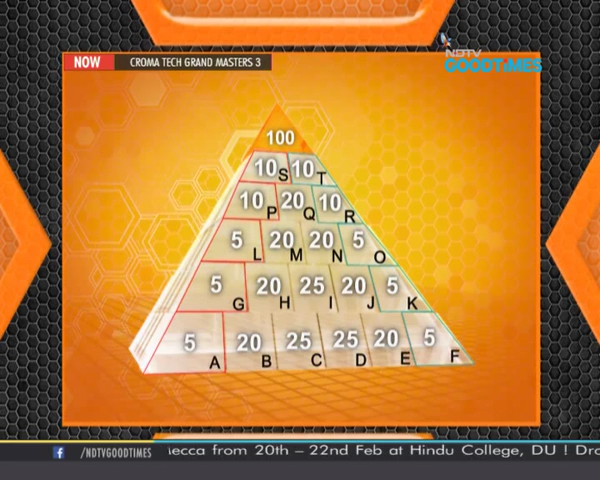 NDTV
GOODTiMES
NOW CROMA TECH GRAND MASTERS 3
100
10 S 10 T
10 P 20 Q 10 R
5 L 20 M 20 N 5 O
5 G 20 H 25 I 20 J 5 K
5 A 20 B 25 C 25 D 20 E 5 F
f /NDTVGOODTIMES ecca from 20th – 22nd Feb at Hindu College, DU ! Dro